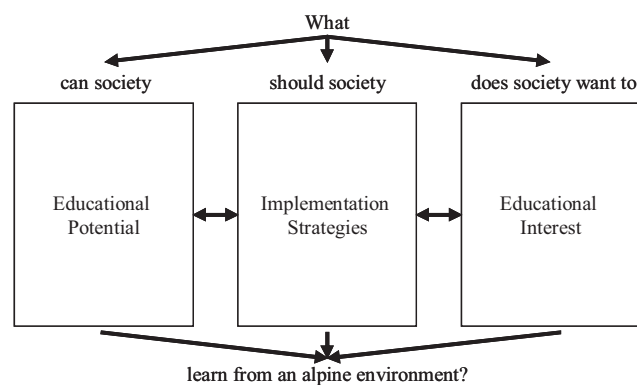 What
can society
should society
does society want to
Educational
Potential
Implementation
Strategies
Educational
Interest
learn from an alpine environment?